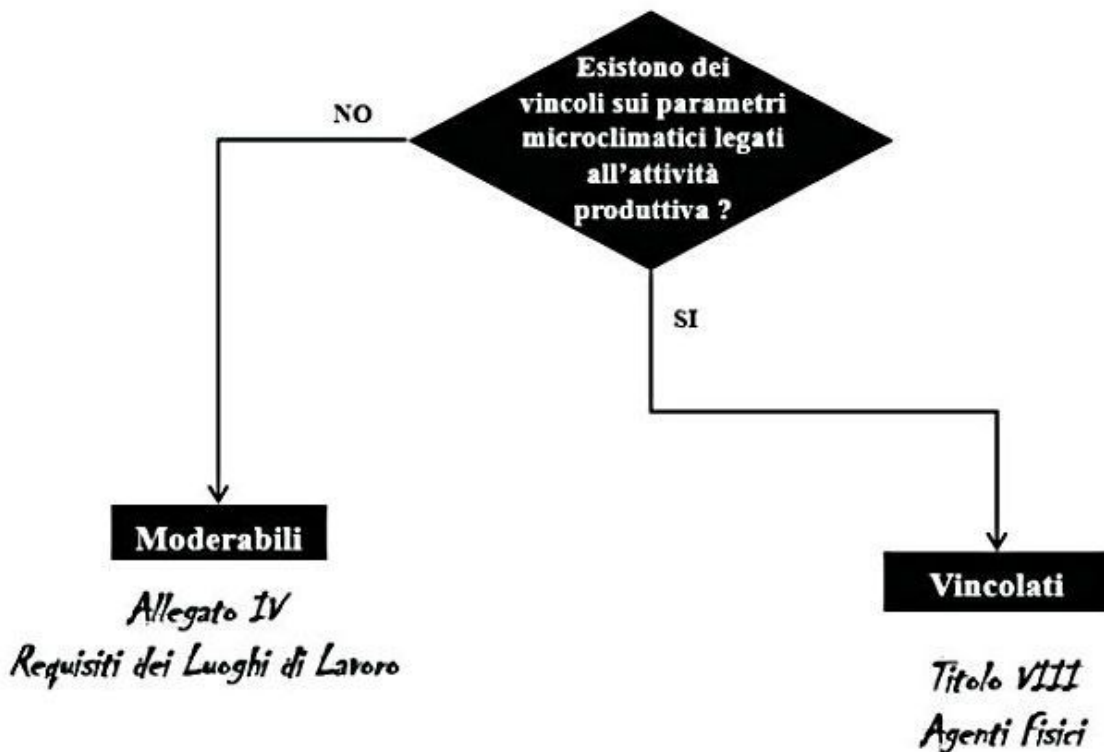 Esistono dei
vincoli sui parametri
microclimatici legati
all'attività
produttiva ?
NO
SI
Moderabili
Allegato IV
Requisiti dei Luoghi di Lavoro
Vincolati
Titolo VIII
Agenti Fisici